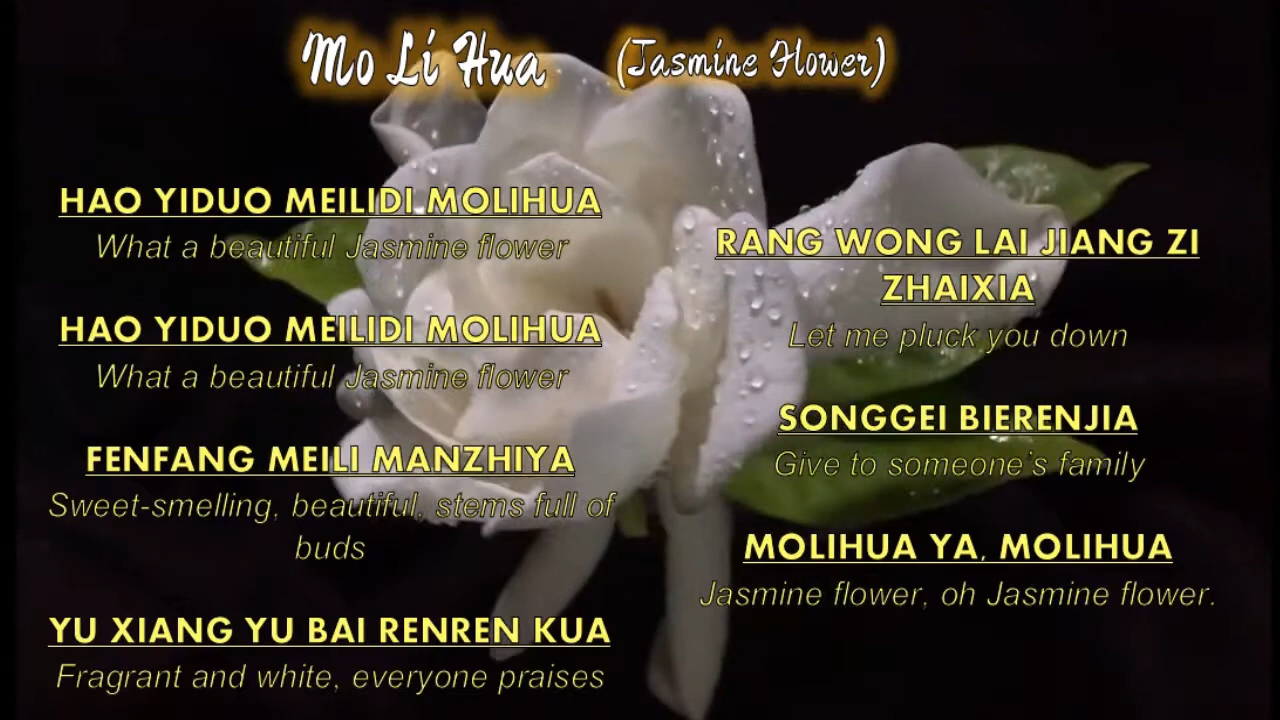 Mo Li Hua (Jasmine Flower)
HAO YIDUO MEILIDI MOLIHUA
What a beautiful Jasmine flower
HAO YIDUO MEILIDI MOLIHUA
What a beautiful Jasmine flower
FENFANG MEILI MANZHIYA
Sweet-smelling, beautiful, stems full of
buds
YU XIANG YU BAI RENREN KUA
Fragrant and white, everyone praises
RANG WONG LAI JIANG ZI
ZHAIXIA
Let me pluck you down
SONGGEI BIERENJIA
Give to someone's family
MOLIHUA YA, MOLIHUA
Jasmine flower, oh Jasmine flower.